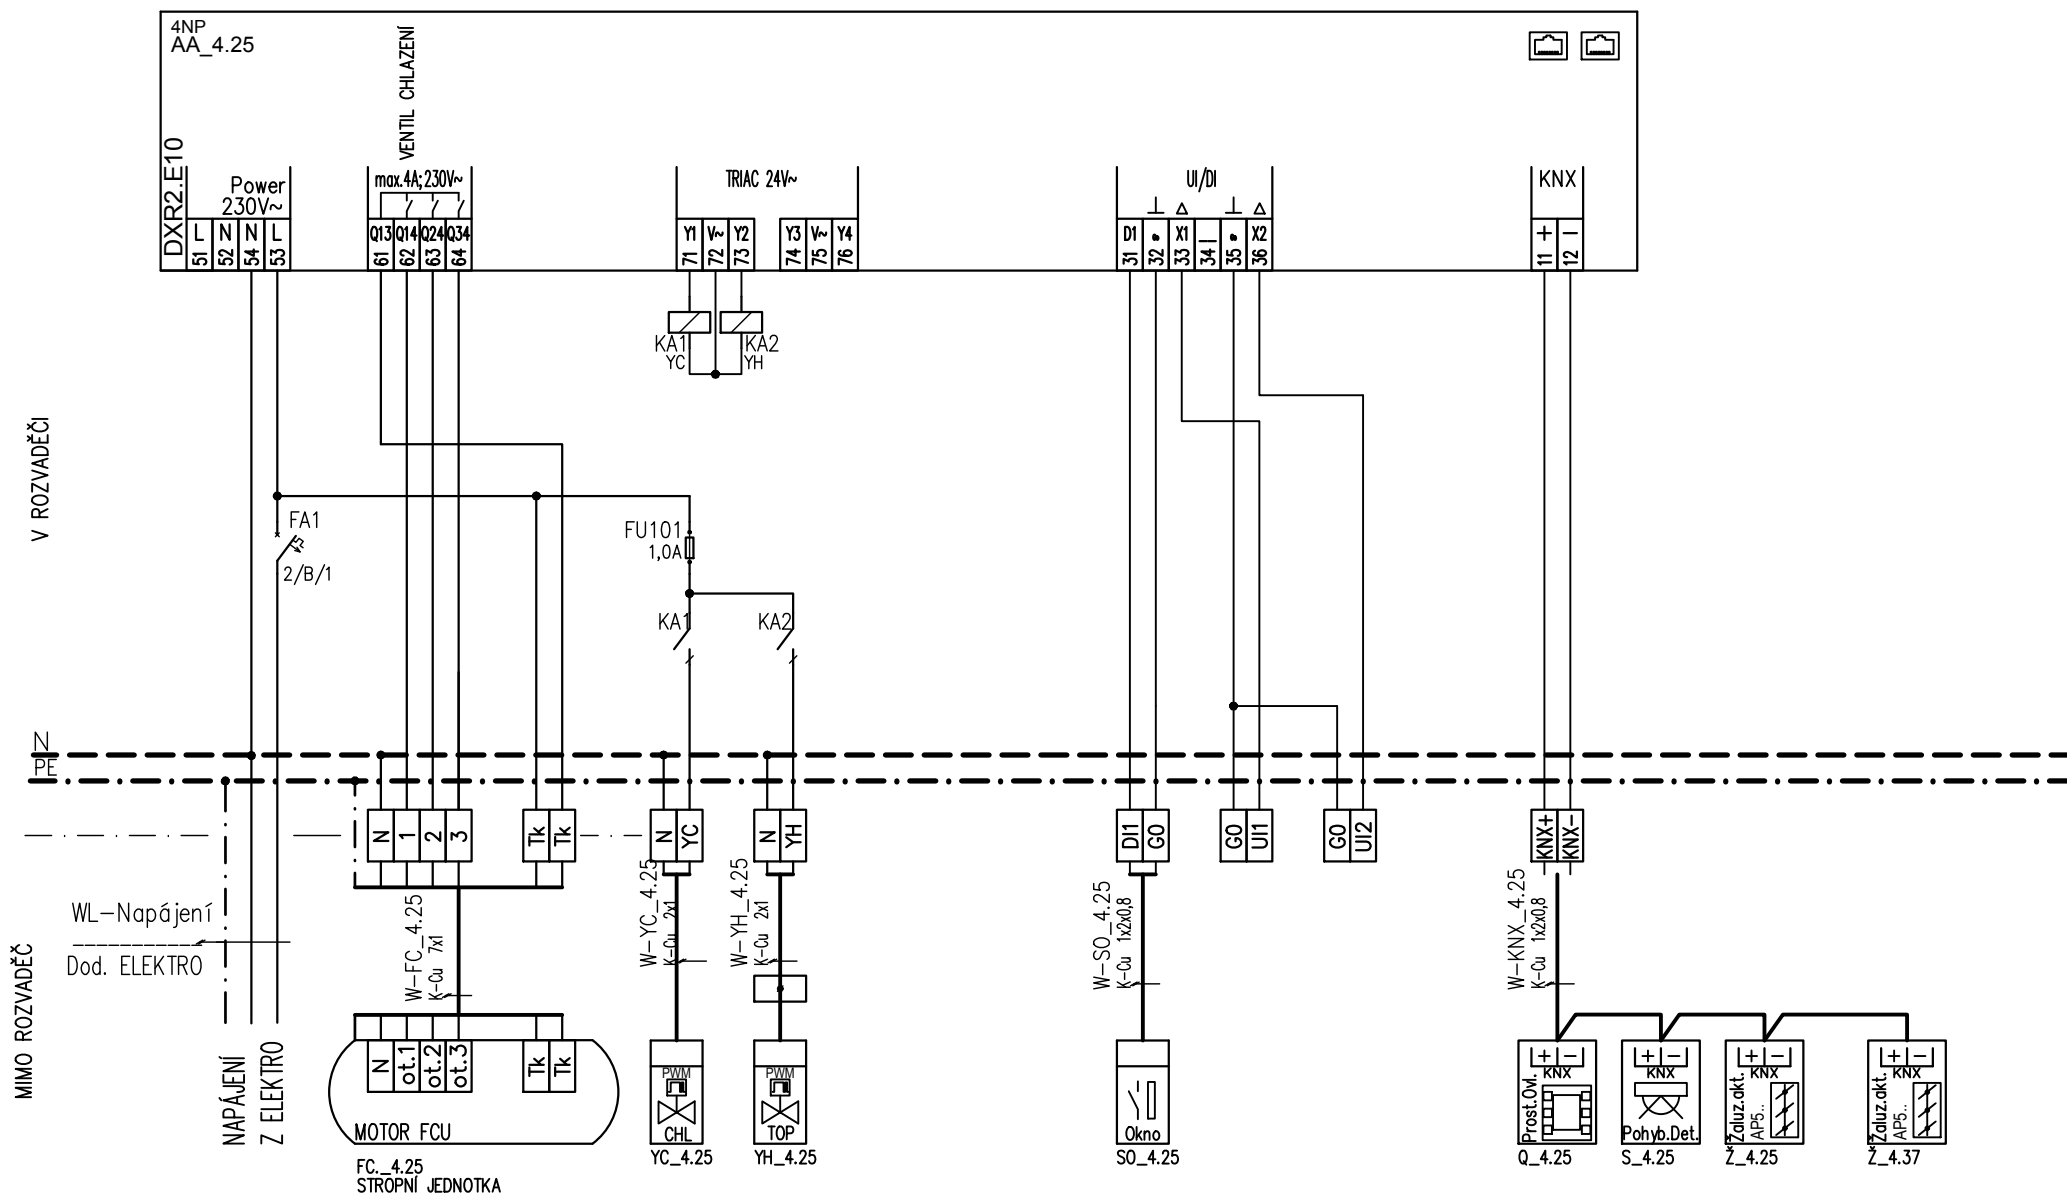 4NP
AA_4.25
DXR2.E10
VENTIL CHLAZENÍ
Power
230V~
max.4A;230V~
TRIAC 24V~
UI/DI
KNX
L N N L
51 52 54 53
Q13 Q14 Q24 Q34
61 62 63 64
Y1 V~ Y2
71 72 73
Y3 V~ Y4
74 75 76
D1 X1 X2
31 32 33 34 35 36
+ −
11 12
KA1
YC
KA2
YH
V ROZVADĚČI
FA1
2/B/1
FU101
1,0A
KA1
KA2
N
PE
N 1 2 3
Tk Tk
N YC
N YH
DI1 GO
GO UI1
GO UI2
KNX+ KNX-
WL-Napájení
Dod. ELEKTRO
MIMO ROZVADĚČ
NAPÁJENÍ
Z ELEKTRO
W-FC_4.25
K-Cu 7x1
W-YC_4.25
K-Cu 2x1
W-YH_4.25
K-Cu 2x1
W-SO_4.25
K-Cu 1x2x0,8
W-KNX_4.25
K-Cu 1x2x0,8
N ot.1 ot.2 ot.3
Tk Tk
MOTOR FCU
FC._4.25
STROPNÍ JEDNOTKA
PWM
CHL
YC_4.25
PWM
TOP
YH_4.25
Okno
SO_4.25
+ −
KNX
Prost.Ovl.
Q_4.25
+ −
KNX
Pohyb.Det.
S_4.25
+ −
KNX
Žaluz.akt.
AP5..
Ž_4.25
+ −
KNX
Žaluz.akt.
AP5..
Ž_4.37